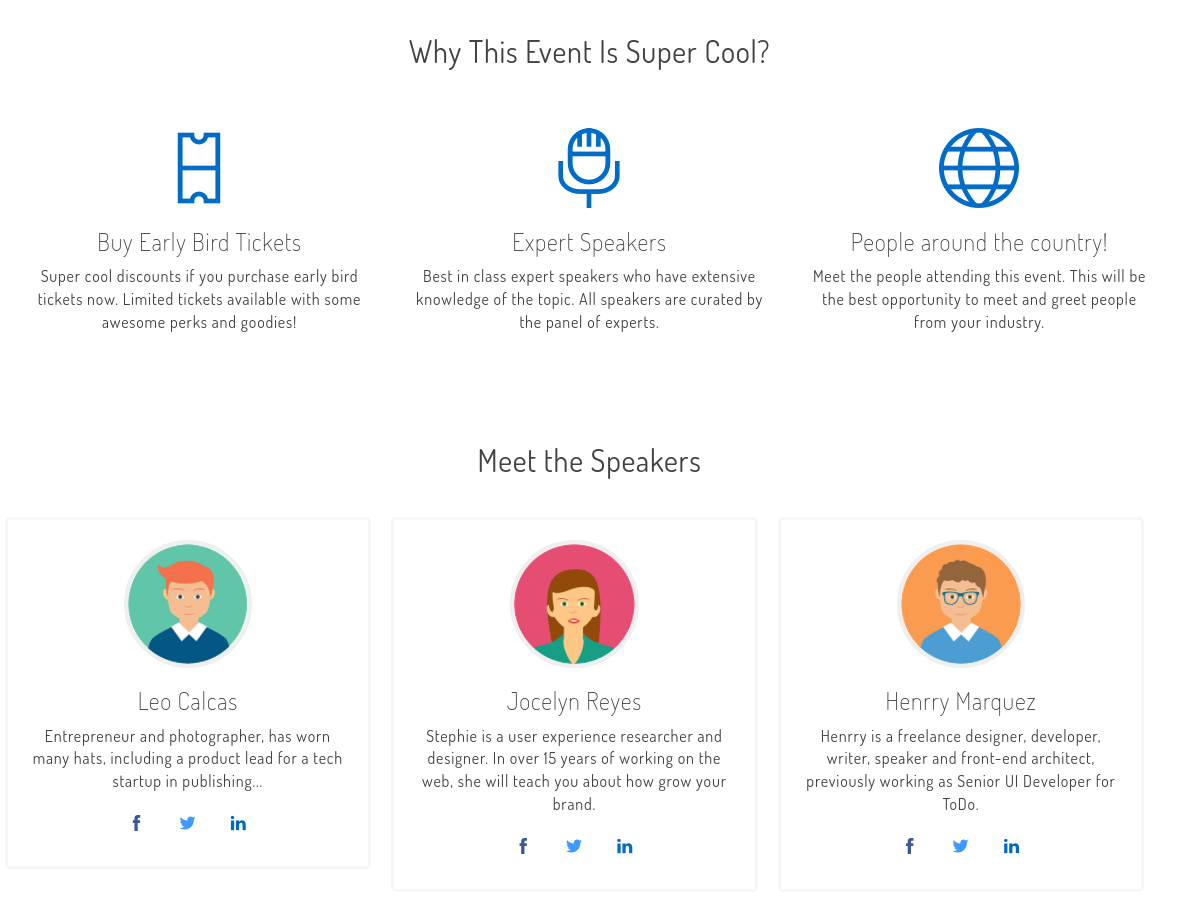 Why This Event Is Super Cool?
Buy Early Bird Tickets
Super cool discounts if you purchase early bird
tickets now. Limited tickets available with some
awesome perks and goodies!
Expert Speakers
Best in class expert speakers who have extensive
knowledge of the topic. All speakers are curated by
the panel of experts.
People around the country!
Meet the people attending this event. This will be
the best opportunity to meet and greet people
from your industry.
Meet the Speakers
Leo Calcas
Entrepreneur and photographer, has worn
many hats, including a product lead for a tech
startup in publishing...
Jocelyn Reyes
Stephie is a user experience researcher and
designer. In over 15 years of working on the
web, she will teach you about how grow your
brand.
Henrry Marquez
Henrry is a freelance designer, developer,
writer, speaker and front-end architect,
previously working as Senior UI Developer for
ToDo.